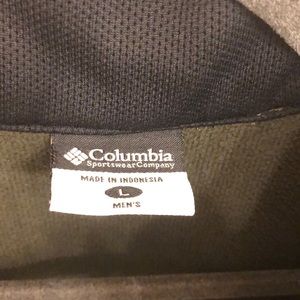 Columbia
Sportswear Company
MADE IN INDONESIA
L
MEN'S